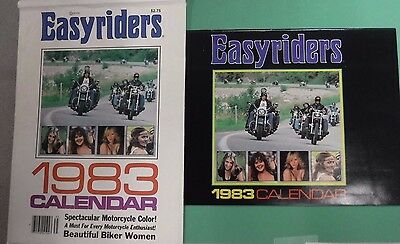 $2.75
Easyriders
1983
CALENDAR
Spectacular Motorcycle Color!
A Must For Every Motorcycle Enthusiast!
Beautiful Biker Women
Easyriders
1983 CALENDAR